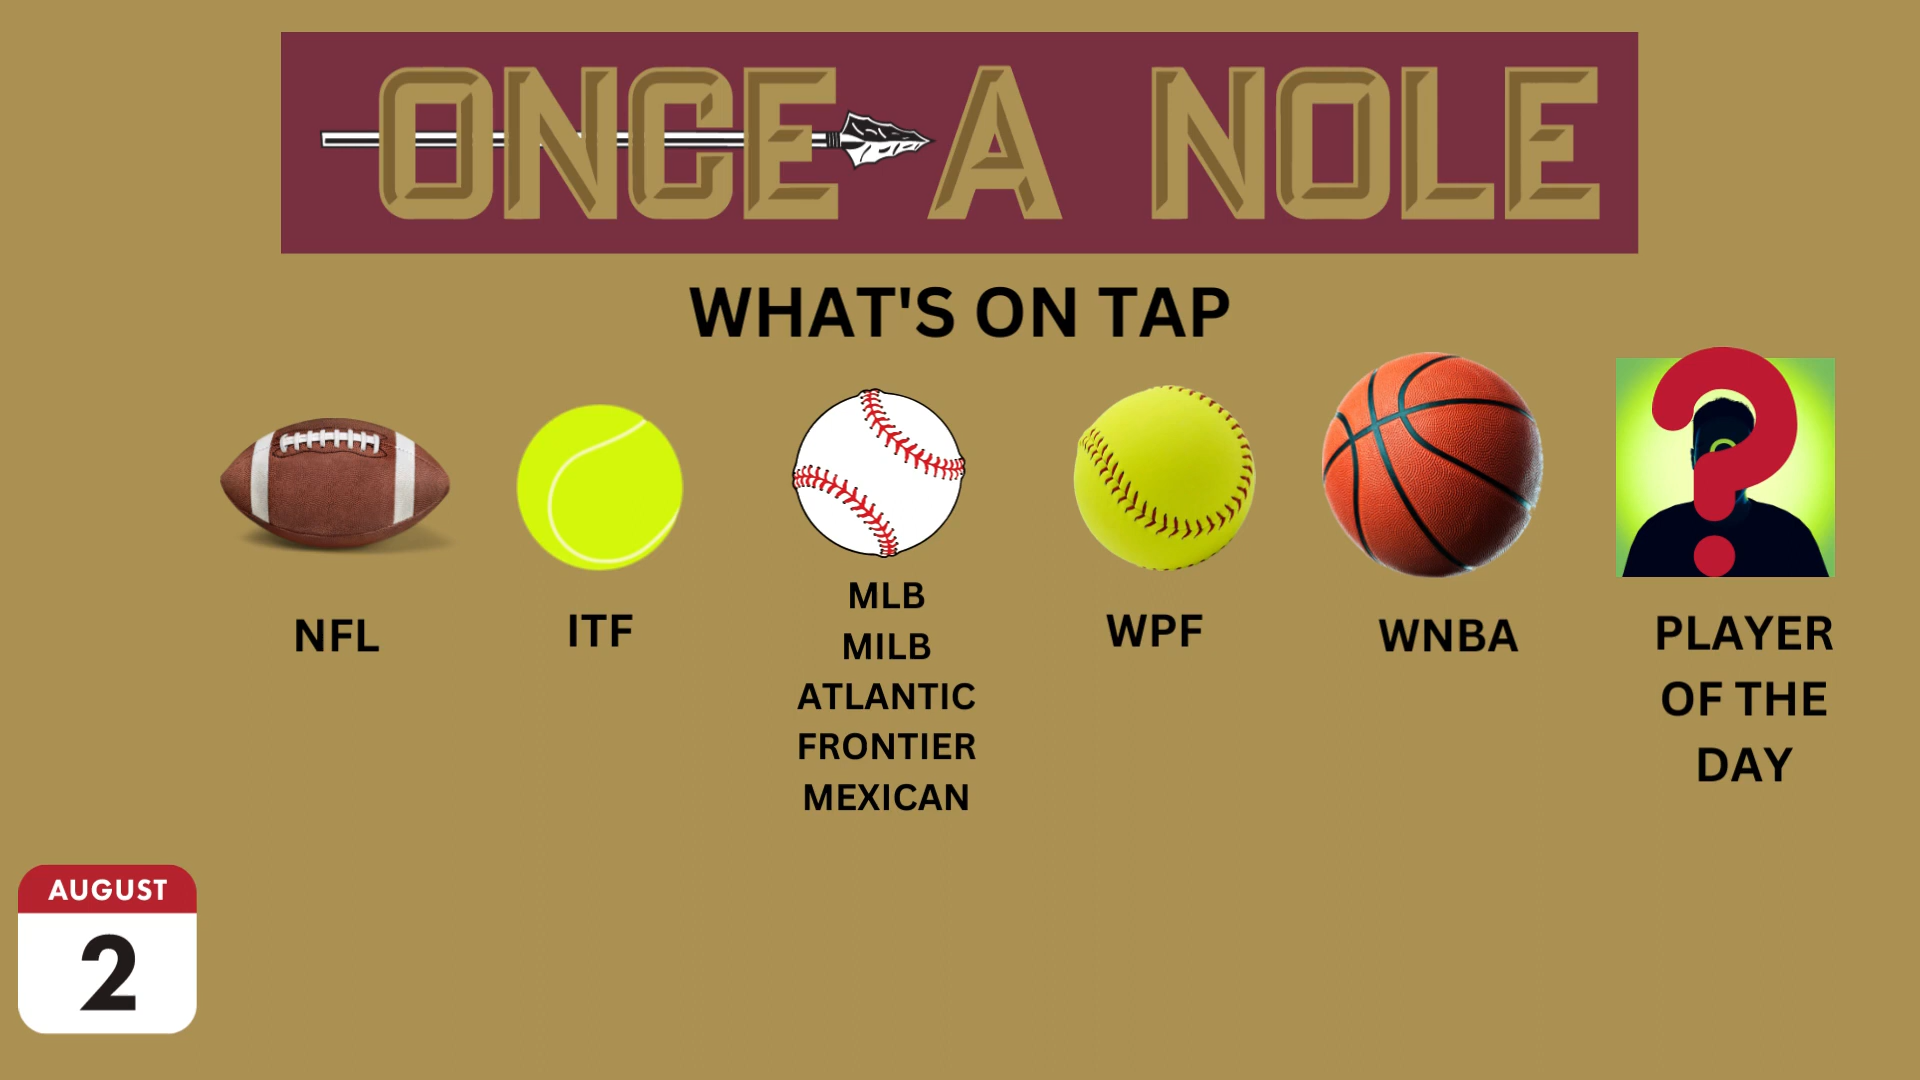 ONCE A NOLE
WHAT'S ON TAP
NFL
ITF
MLB
MILB
ATLANTIC
FRONTIER
MEXICAN
WPF
WNBA
PLAYER
OF THE
DAY
AUGUST
2